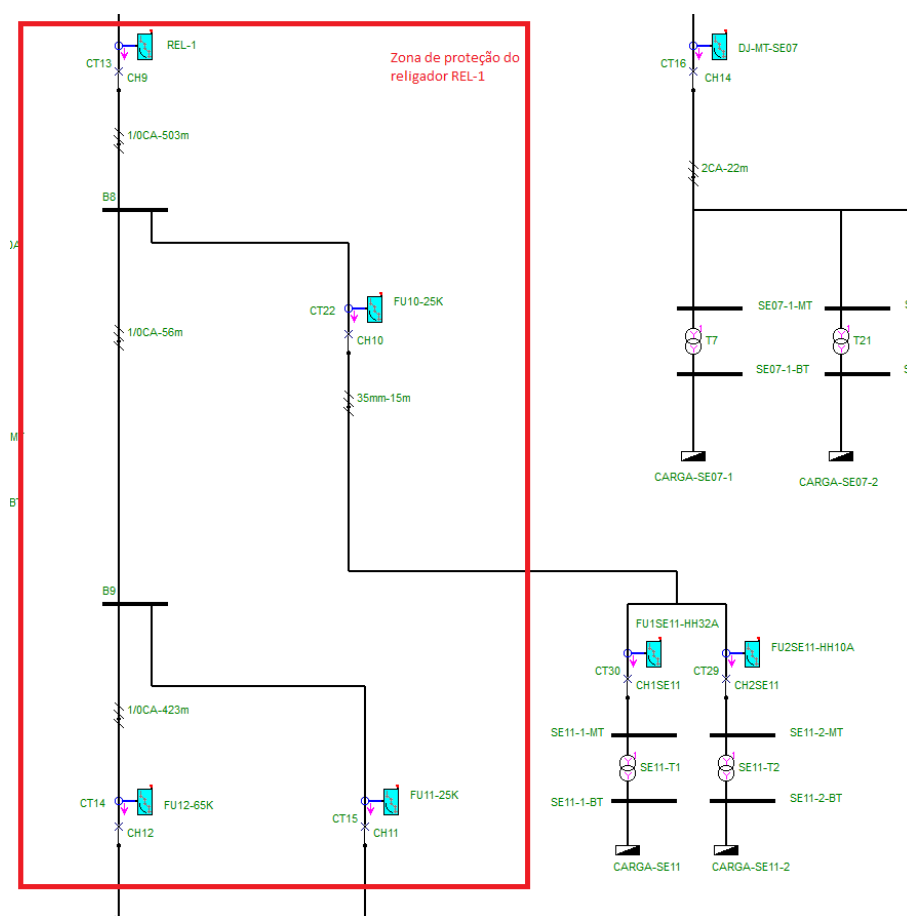 REL-1
CT13
CH9
Zona de proteção do
religador REL-1
DJ-MT-SE07
CT16
CH14
1/0CA-503m
2CA-22m
B8
FU10-25K
CT22
CH10
SE07-1-MT
1/0CA-56m
T7
T21
SE07-1-BT
35mm-15m
CARGA-SE07-1
CARGA-SE07-2
B9
FU1SE11-HH32A
FU2SE11-HH10A
CT30
CH1SE11
CT29
CH2SE11
1/0CA-423m
SE11-1-MT
SE11-2-MT
SE11-T1
SE11-T2
CT14
FU12-65K
FU11-25K
SE11-1-BT
SE11-2-BT
CT15
CH12
CH11
CARGA-SE11
CARGA-SE11-2